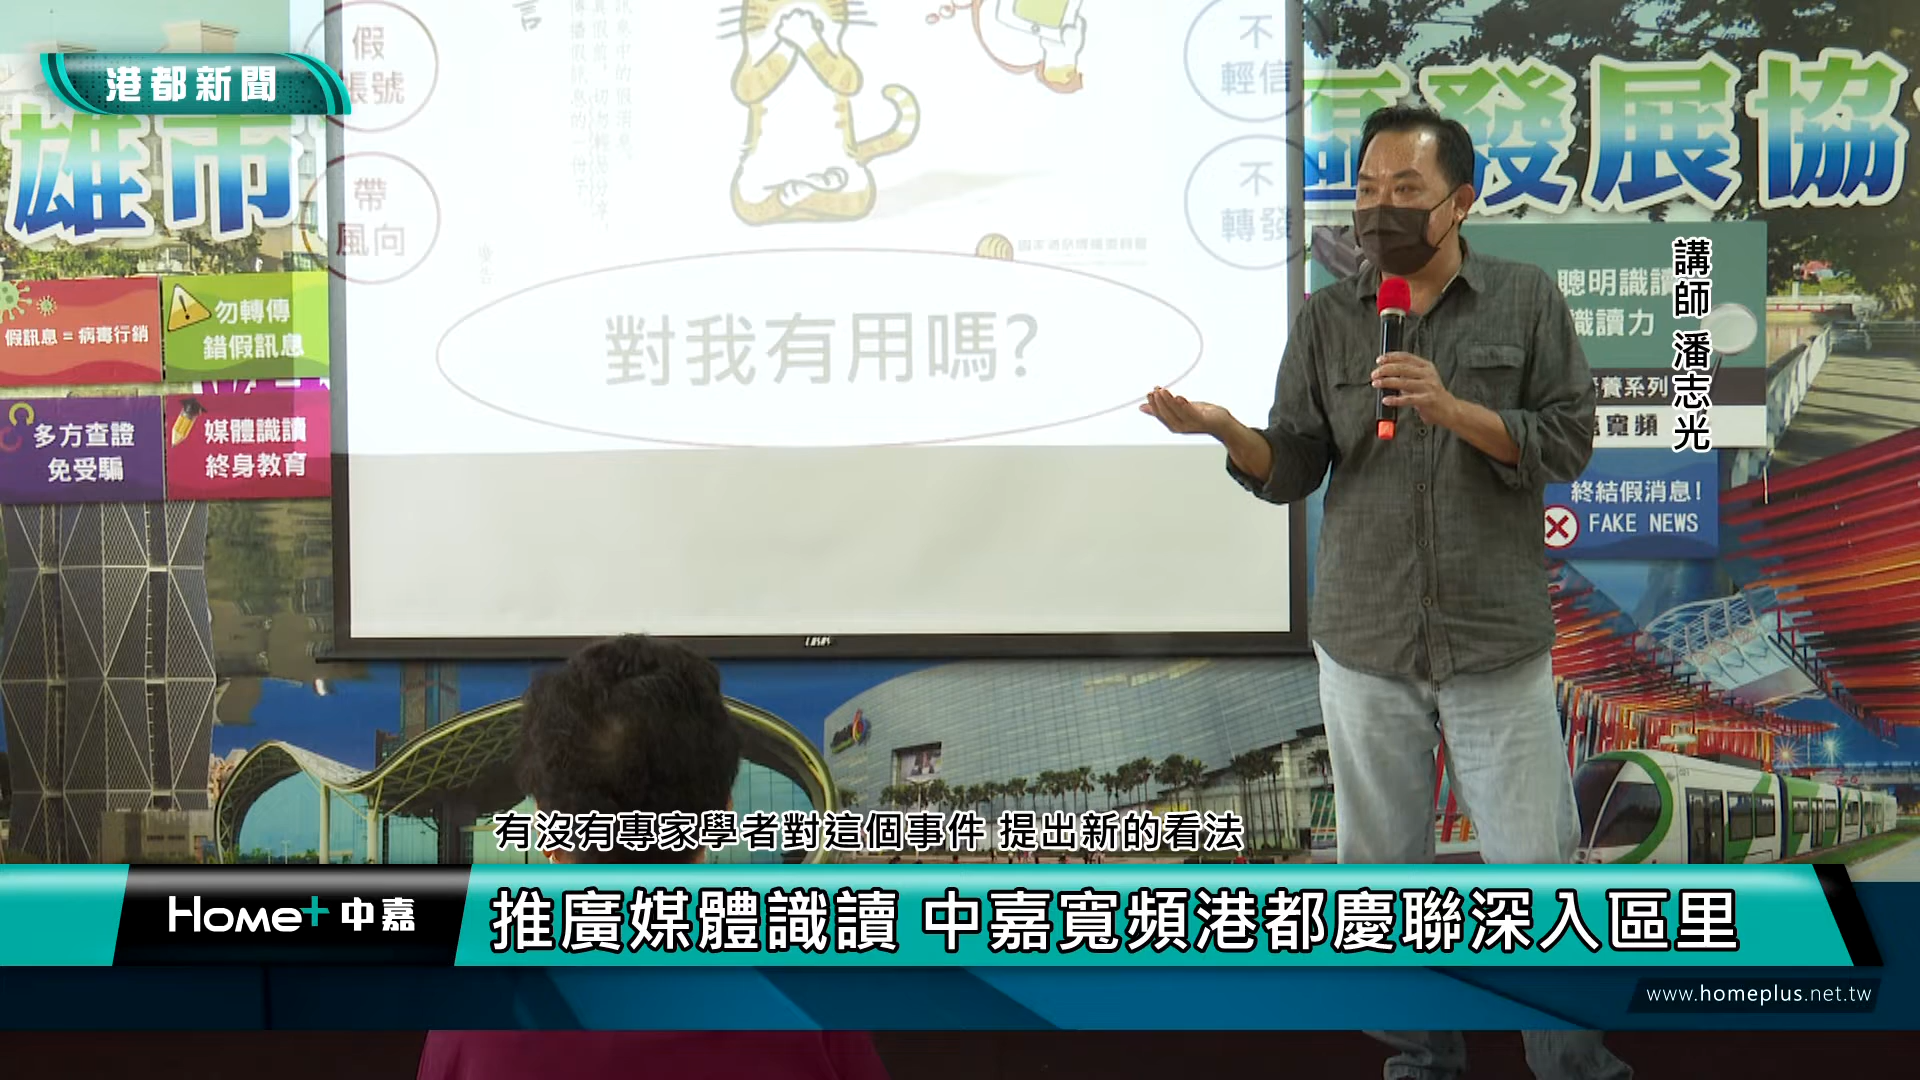 港都新聞
雄市
區發展協
假
帳號
帶
風向
不
輕信
不
轉發
言
廣告
對我有用嗎?
假訊息=病毒行銷
勿轉傳
錯假訊息
多方查證
免受騙
媒體識讀
終身教育
聰明識讀
識讀力
養系列
寬頻
終結假消息!
FAKE NEWS
講師 潘志光
有沒有專家學者對這個事件 提出新的看法
Home+ 中嘉
推廣媒體識讀 中嘉寬頻港都慶聯深入區里
www.homeplus.net.tw